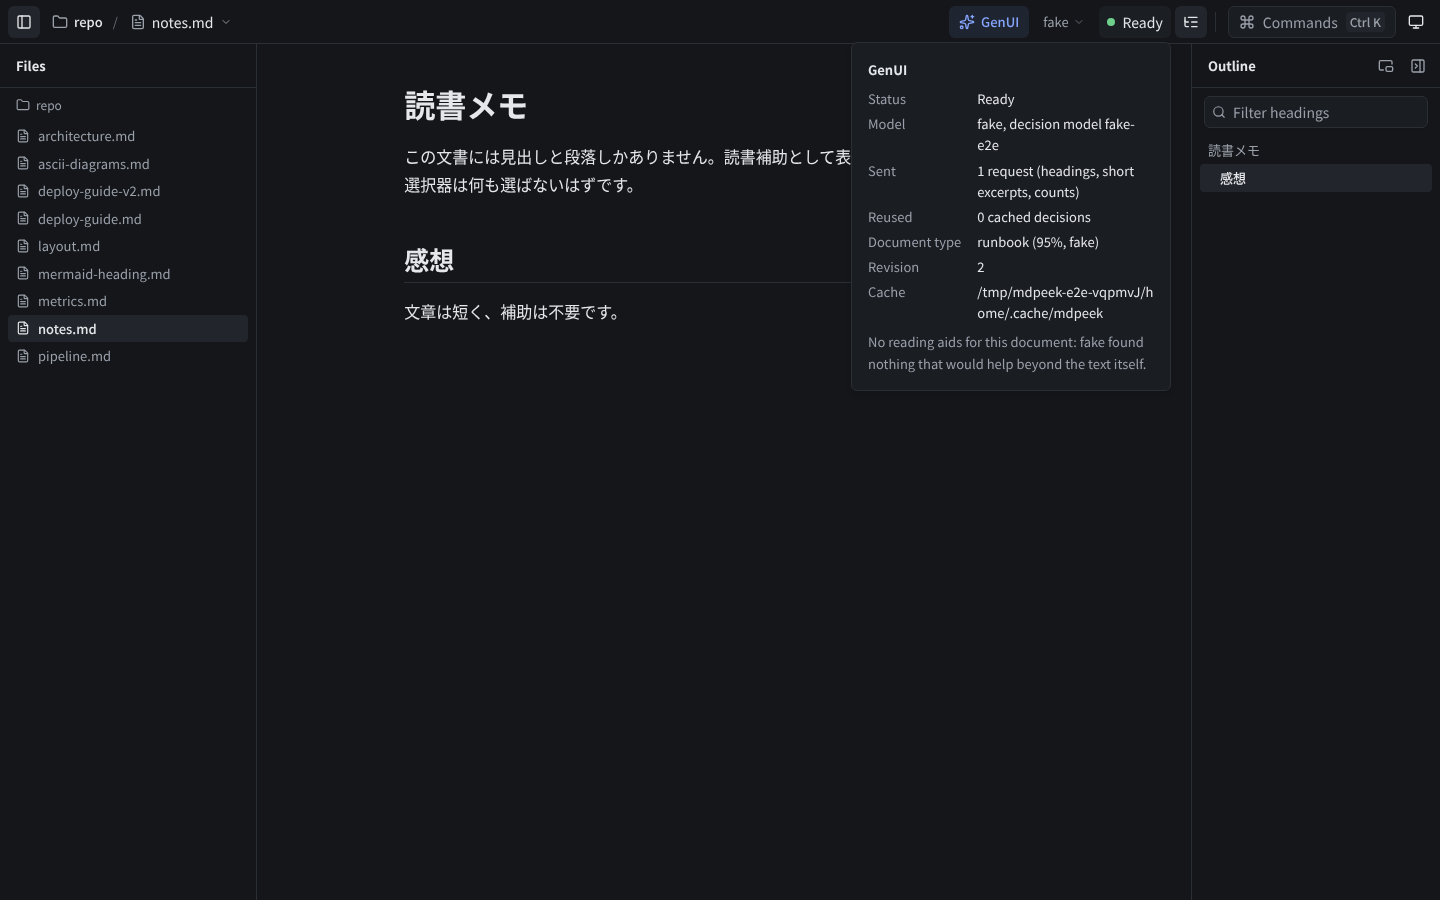 repo / notes.md
GenUI
fake
Ready
Commands Ctrl K
Files
repo
architecture.md
ascii-diagrams.md
deploy-guide-v2.md
deploy-guide.md
layout.md
mermaid-heading.md
metrics.md
notes.md
pipeline.md
読書メモ
この文書には見出しと段落しかありません。読書補助として表
選択器は何も選ばないはずです。
感想
文章は短く、補助は不要です。
GenUI
Status Ready
Model fake, decision model fake-
e2e
Sent 1 request (headings, short
excerpts, counts)
Reused 0 cached decisions
Document type runbook (95%, fake)
Revision 2
Cache /tmp/mdpeek-e2e-vqpmvJ/h
ome/.cache/mdpeek
No reading aids for this document: fake found
nothing that would help beyond the text itself.
Outline
Filter headings
読書メモ
感想